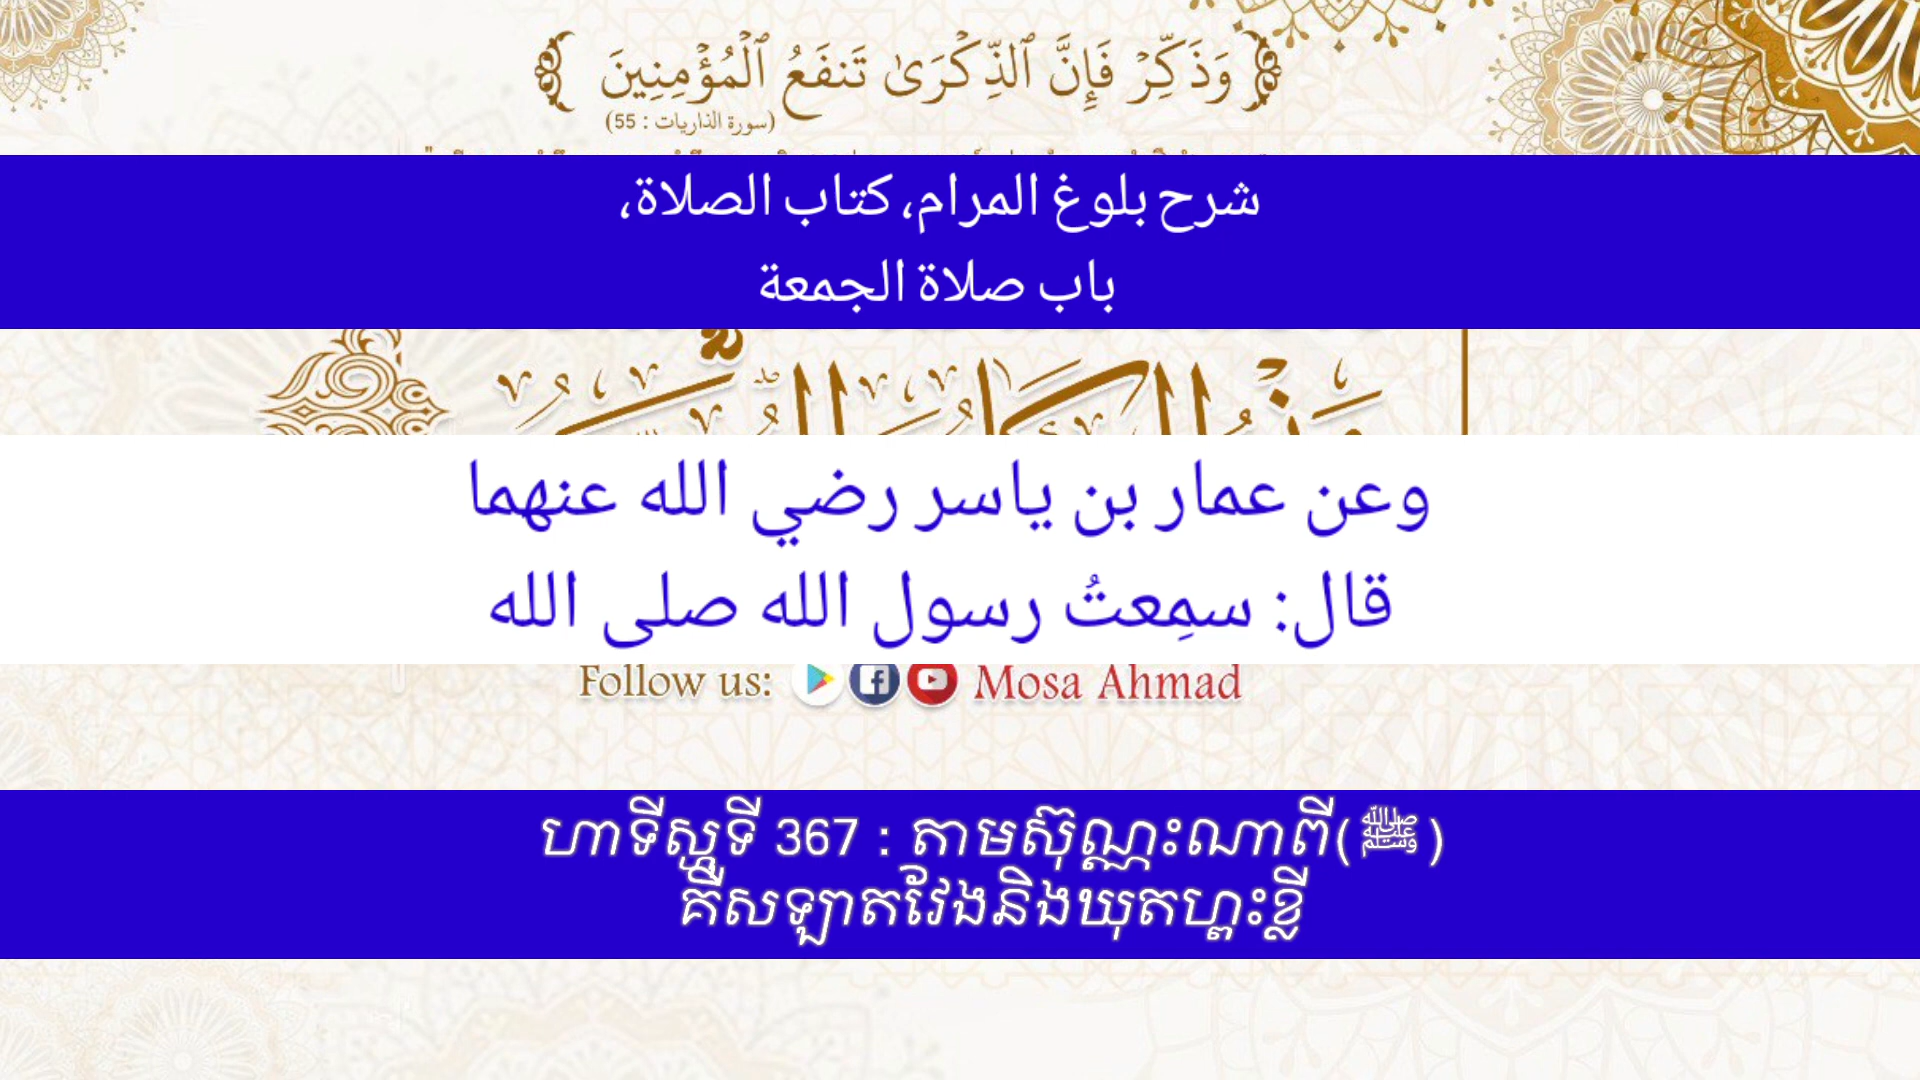 وَذَكِّرۡ فَإِنَّ ٱلذِّكۡرَىٰ تَنفَعُ ٱلۡمُؤۡمِنِينَ
(سورة الذاريات : 55)
شرح بلوغ المرام، كتاب الصلاة،
باب صلاة الجمعة
وعن عمار بن ياسر رضي الله عنهما
قال: سمِعتُ رسول الله صلى الله
Follow us: Mosa Ahmad
ហាទីស្ហទី 367 : តាមស៊ុណ្ណះណាពី(ﷺ)
គឺសឡាតវែងនិងឃុតហ្ពះខ្លី